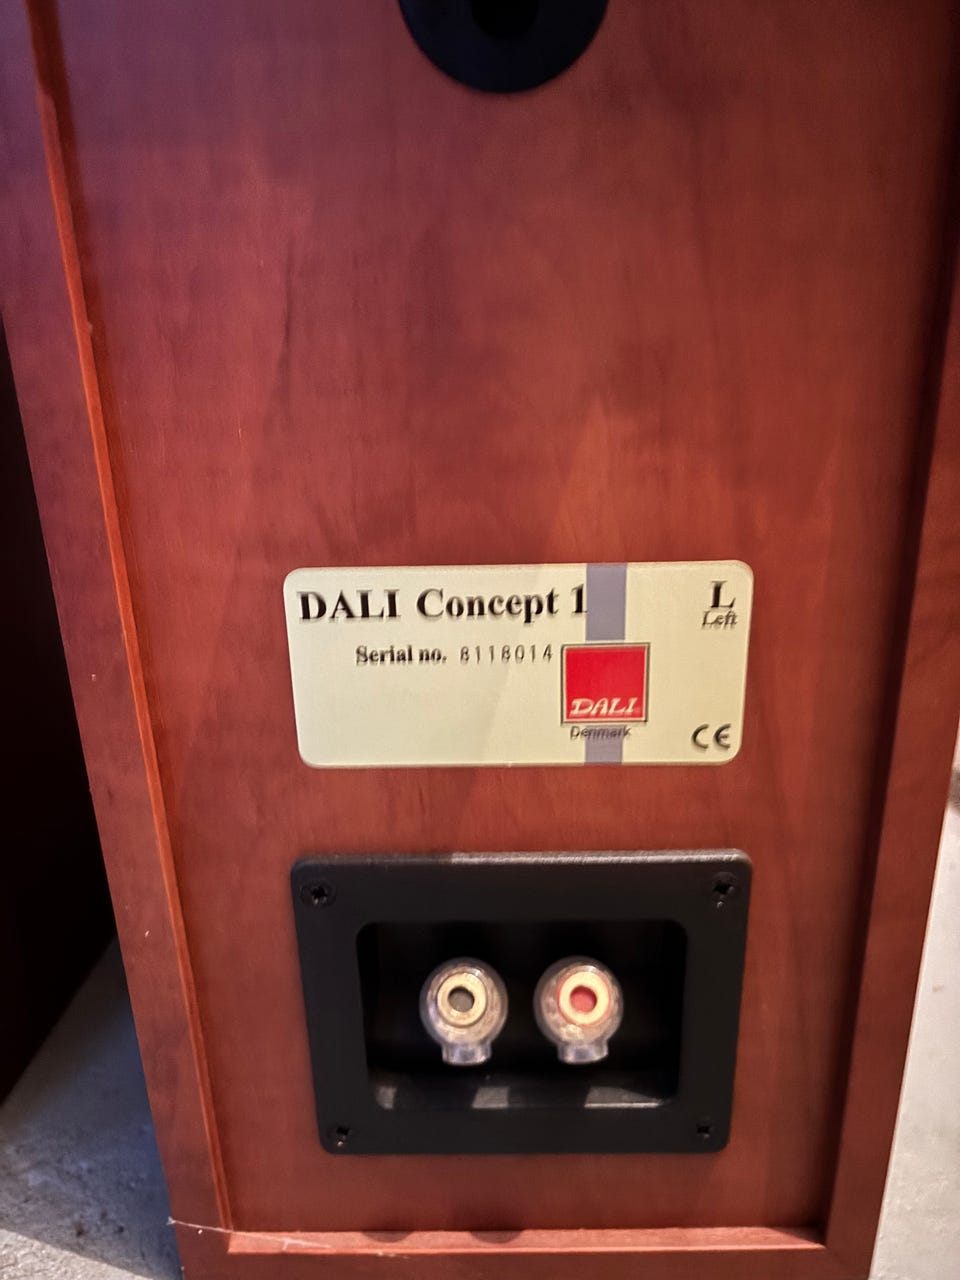 DALI Concept 1
L
Left
Serial no. 8118014
DALI
Denmark
CE